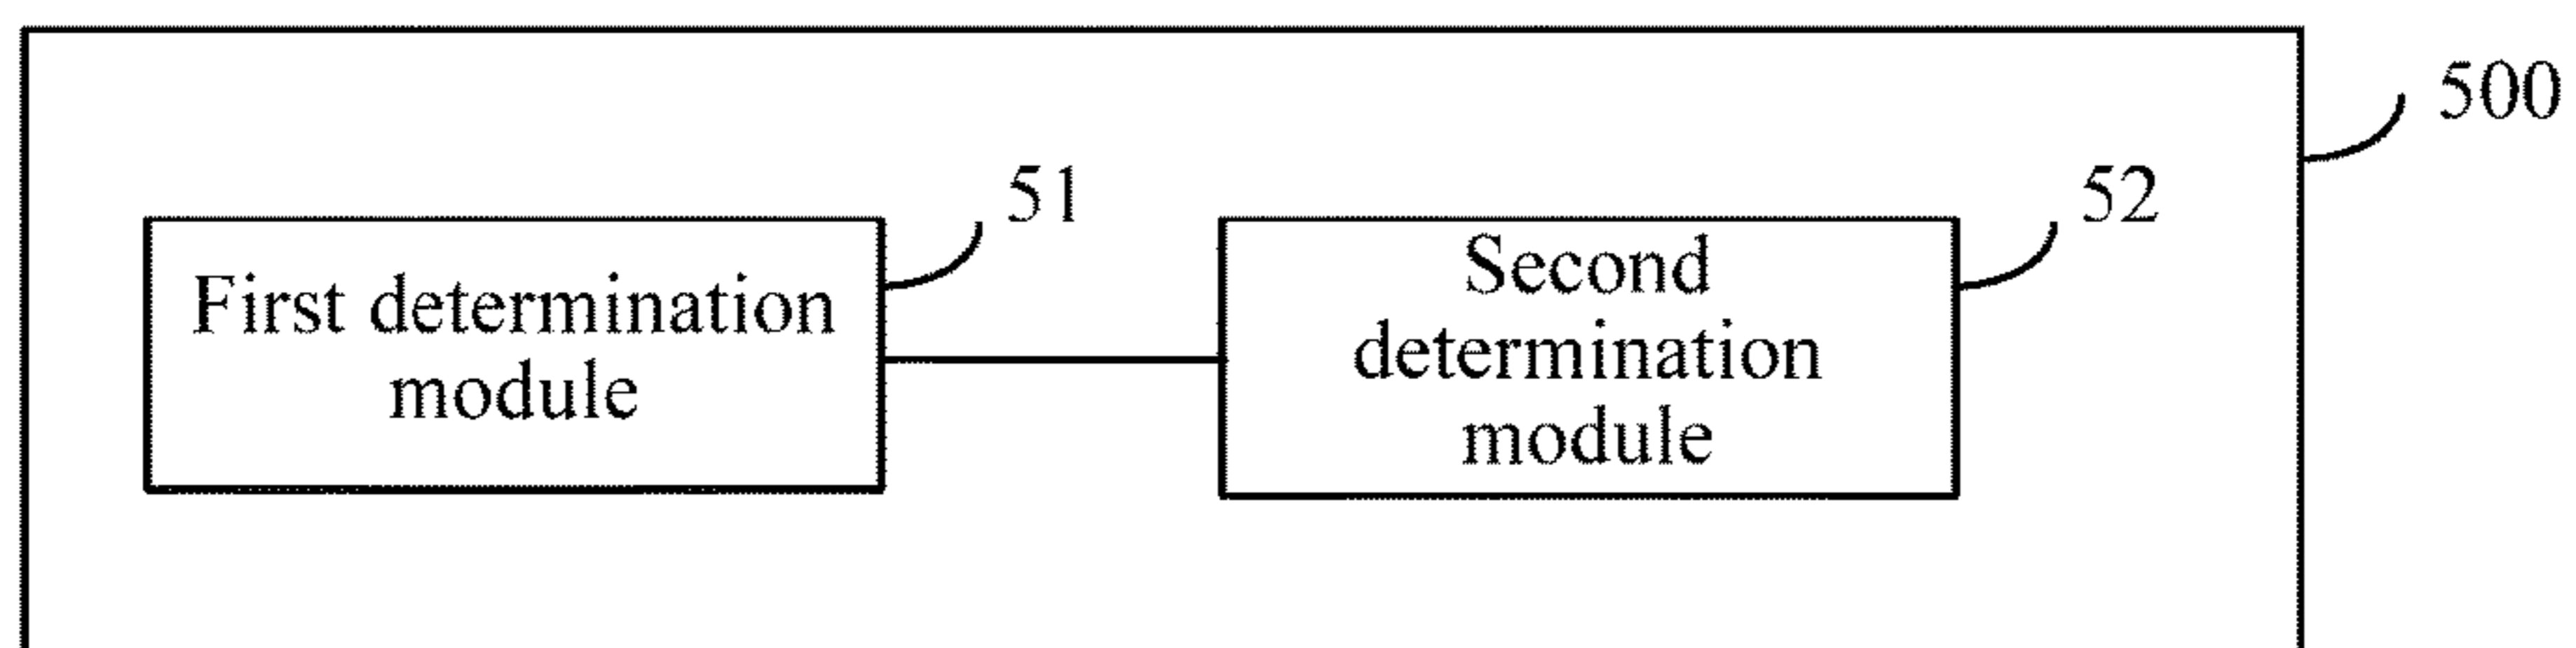 500
51
52
First determination
module
Second
determination
module